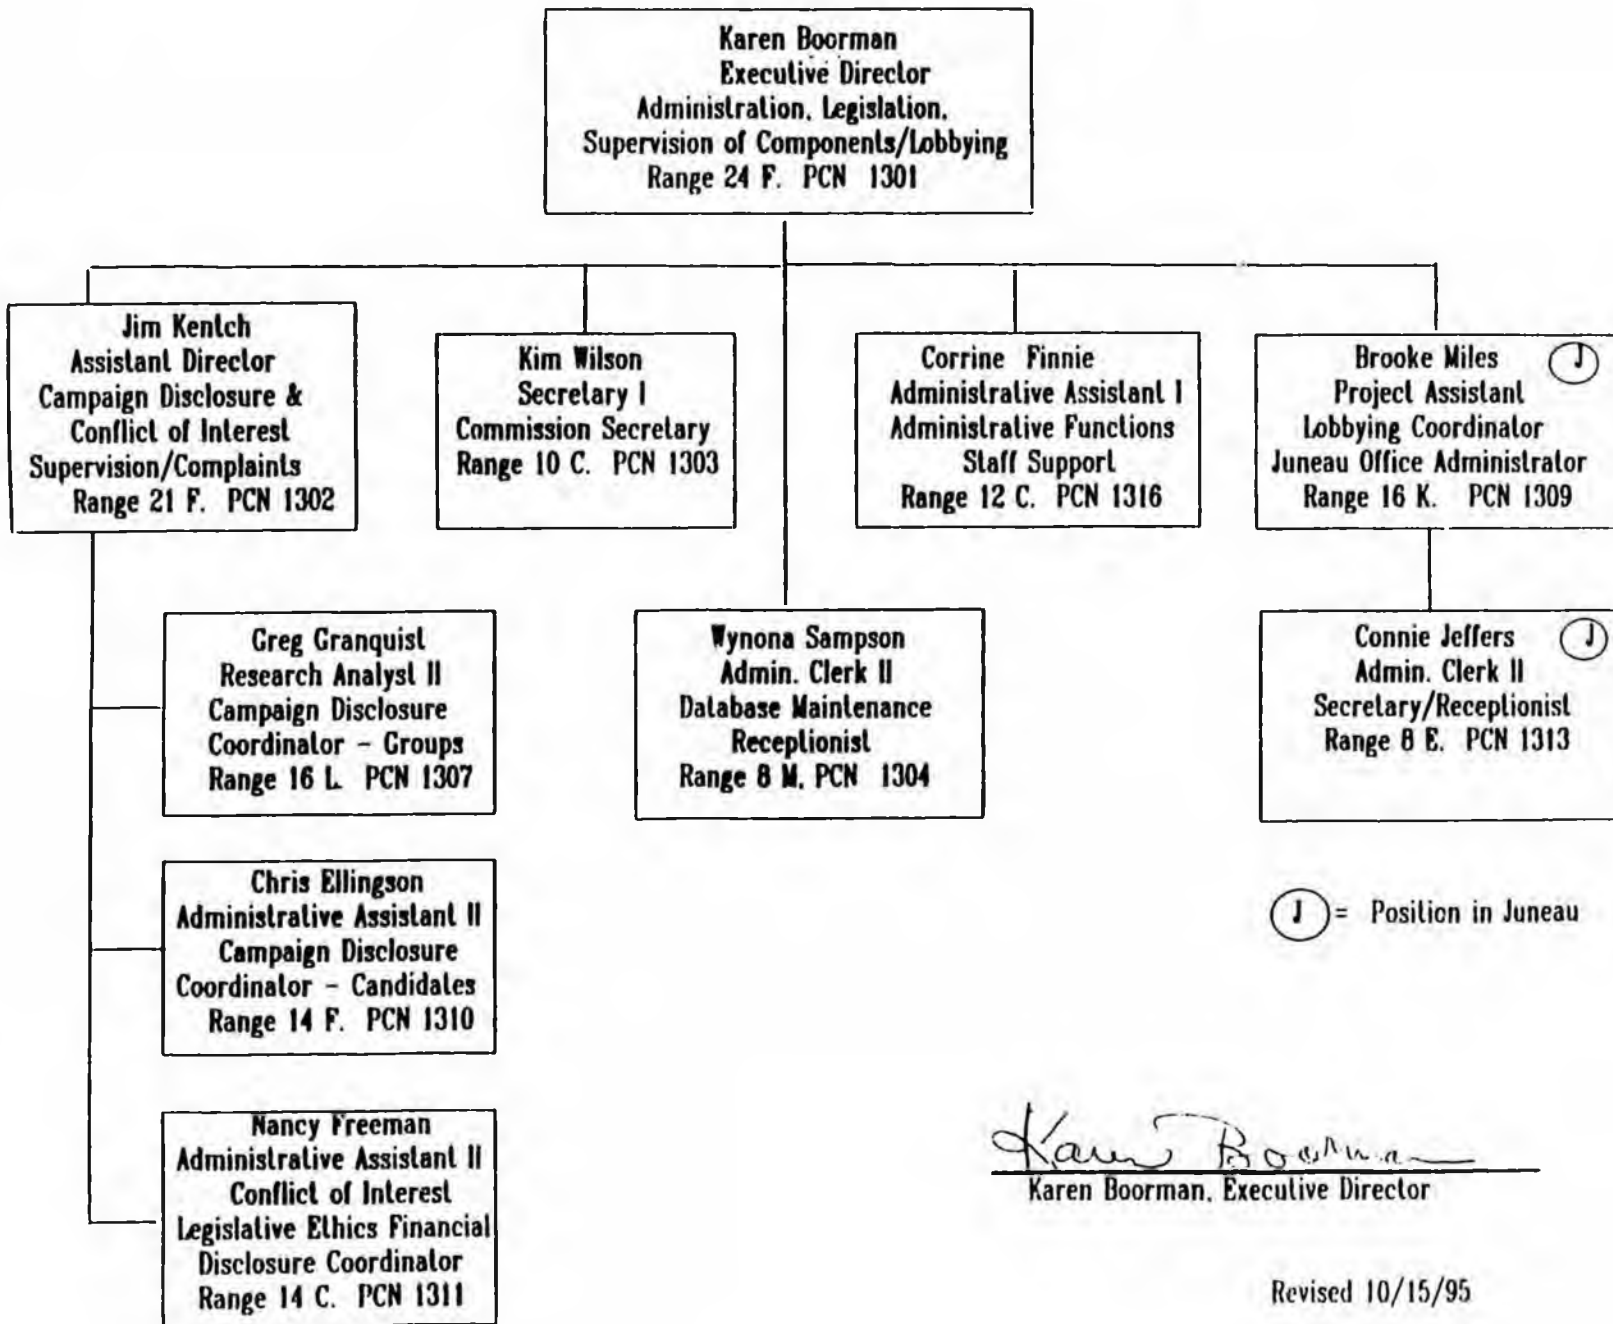 Karen Boorman
Executive Director
Administration, Legislation,
Supervision of Components/Lobbying
Range 24 F. PCN 1301
Jim Kentch
Assistant Director
Campaign Disclosure &
Conflict of Interest
Supervision/Complaints
Range 21 F. PCN 1302
Kim Wilson
Secretary I
Commission Secretary
Range 10 C. PCN 1303
Corrine Finnie
Administrative Assistant I
Administrative Functions
Staff Support
Range 12 C. PCN 1316
Brooke Miles J
Project Assistant
Lobbying Coordinator
Juneau Office Administrator
Range 16 K. PCN 1309
Greg Granquist
Research Analyst II
Campaign Disclosure
Coordinator - Groups
Range 16 L. PCN 1307
Wynona Sampson
Admin. Clerk II
Database Maintenance
Receptionist
Range 8 M, PCN 1304
Connie Jeffers J
Admin. Clerk II
Secretary/Receptionist
Range 8 E. PCN 1313
Chris Ellingson
Administrative Assistant II
Campaign Disclosure
Coordinator - Candidates
Range 14 F. PCN 1310
J = Position in Juneau
Nancy Freeman
Administrative Assistant II
Conflict of Interest
Legislative Ethics Financial
Disclosure Coordinator
Range 14 C. PCN 1311
Karen Boorman
Karen Boorman, Executive Director
Revised 10/15/95